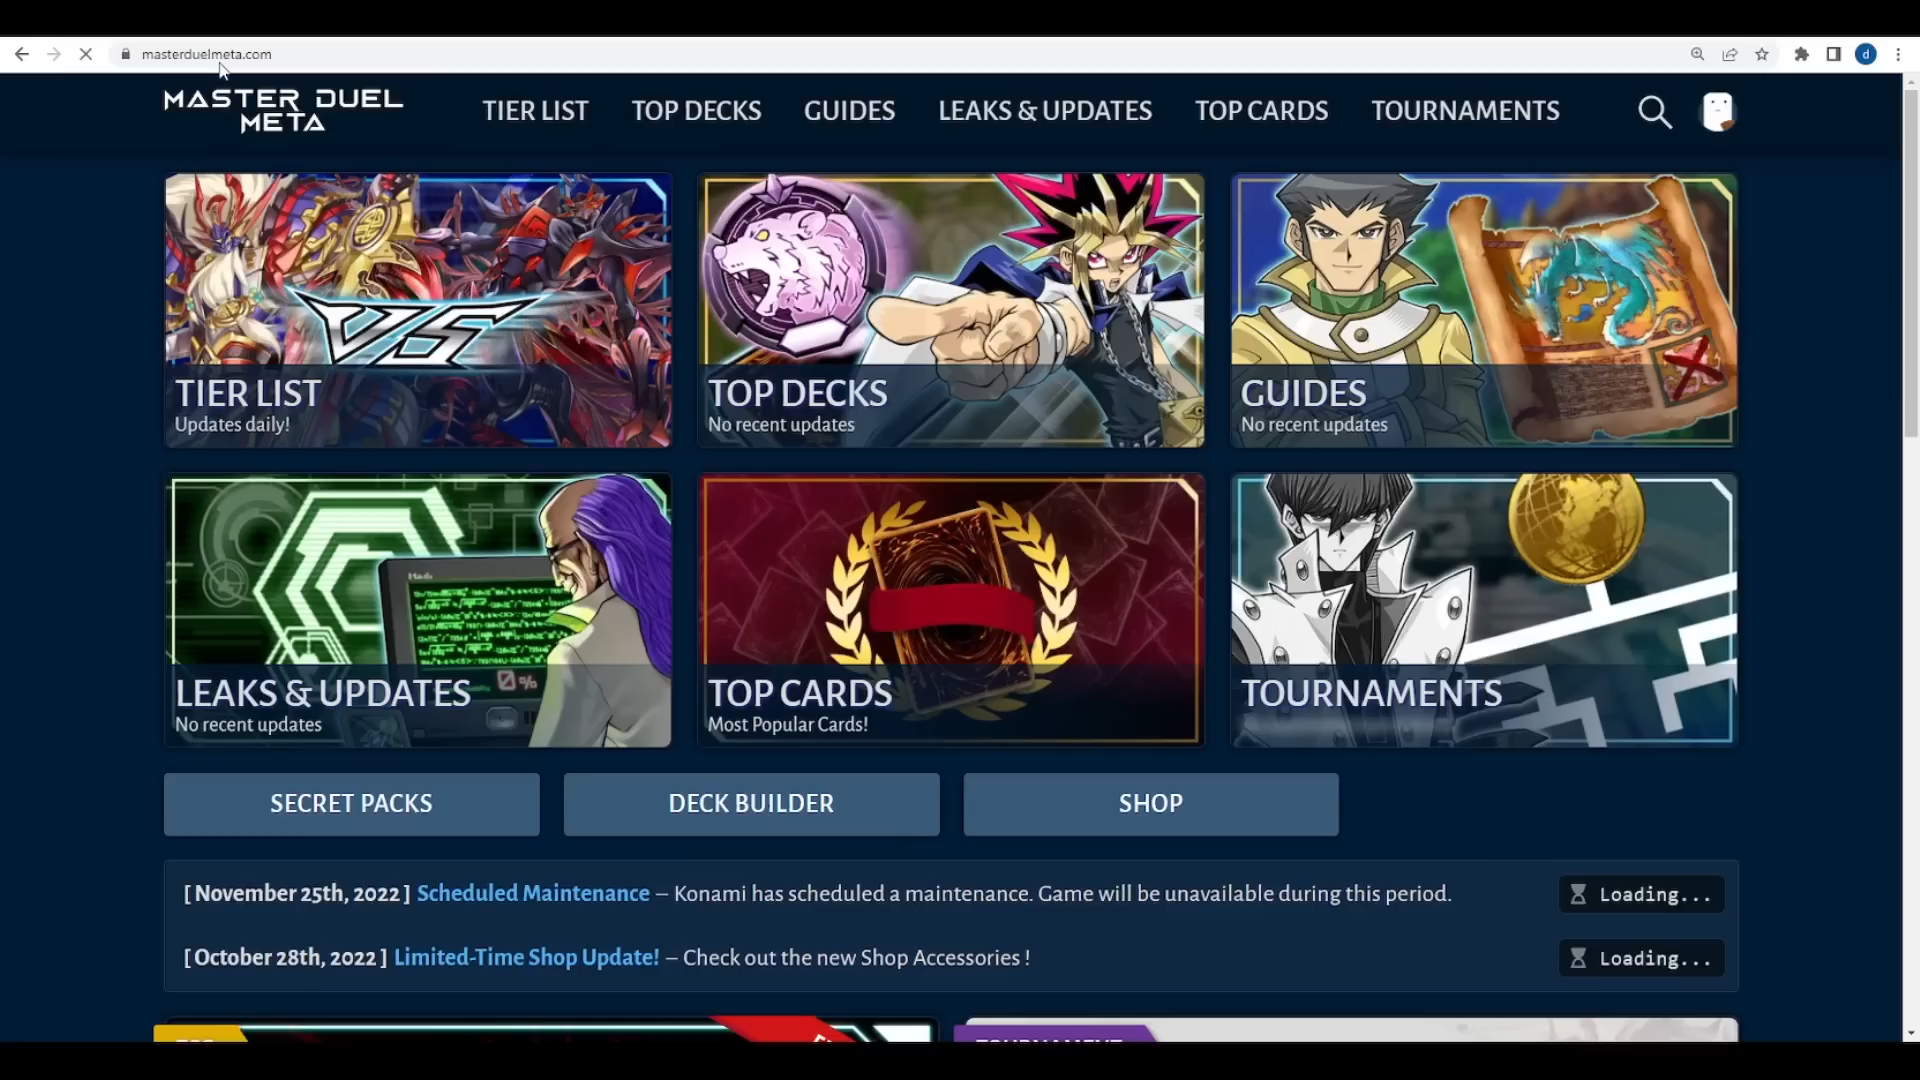 masterduelmeta.com
d
MASTER DUEL
META
TIER LIST
TOP DECKS
GUIDES
LEAKS & UPDATES
TOP CARDS
TOURNAMENTS
VS
TIER LIST
Updates daily!
TOP DECKS
No recent updates
GUIDES
No recent updates
0%
LEAKS & UPDATES
No recent updates
TOP CARDS
Most Popular Cards!
TOURNAMENTS
SECRET PACKS
DECK BUILDER
SHOP
[ November 25th, 2022 ] Scheduled Maintenance – Konami has scheduled a maintenance. Game will be unavailable during this period.
Loading...
[ October 28th, 2022 ] Limited-Time Shop Update! – Check out the new Shop Accessories !
Loading...
TOURNAMENT